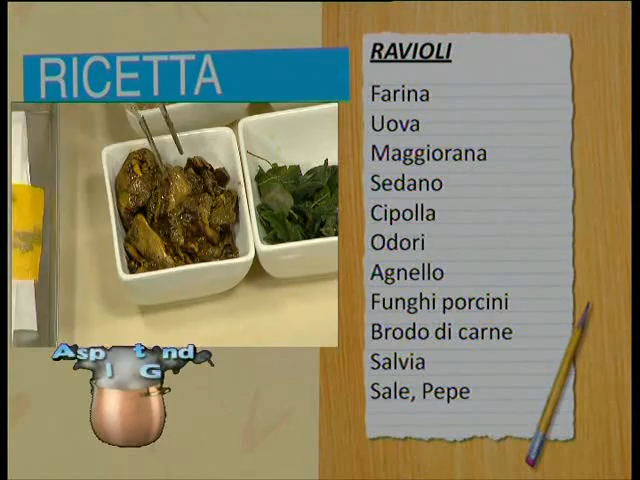 RICETTA
RAVIOLI
Farina
Uova
Maggiorana
Sedano
Cipolla
Odori
Agnello
Funghi porcini
Brodo di carne
Salvia
Sale, Pepe